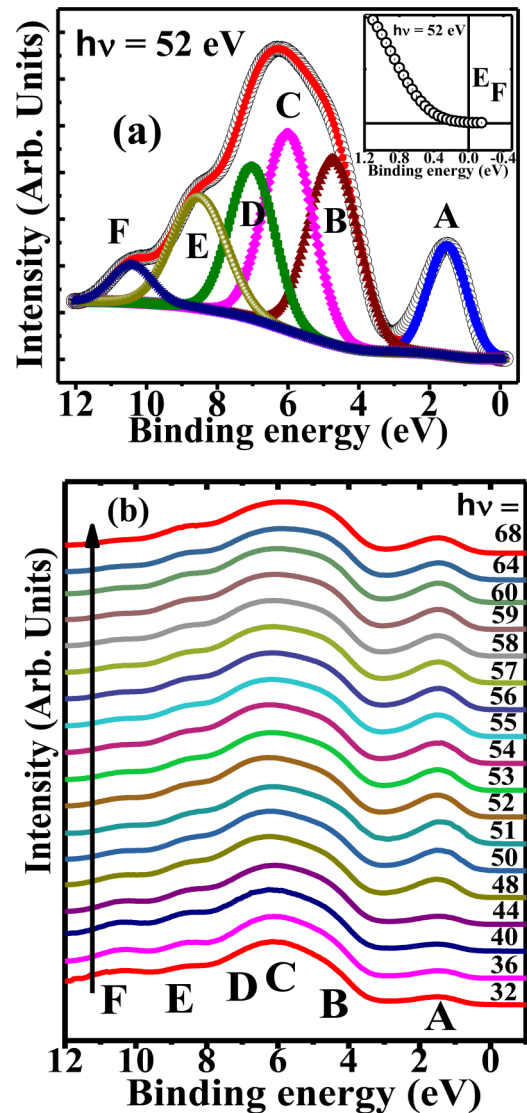 hν = 52 eV
(a)
Intensity (Arb. Units)
F
E
D
C
B
A
12 10 8 6 4 2 0
Binding energy (eV)
hν = 52 eV
E_F
1.2 0.8 0.4 0.0 -0.4
Binding Energy (eV)
(b)
hν =
68
64
60
59
58
57
56
55
54
53
52
51
50
48
44
40
36
32
Intensity (Arb. Units)
F E D C B A
12 10 8 6 4 2 0
Binding energy (eV)